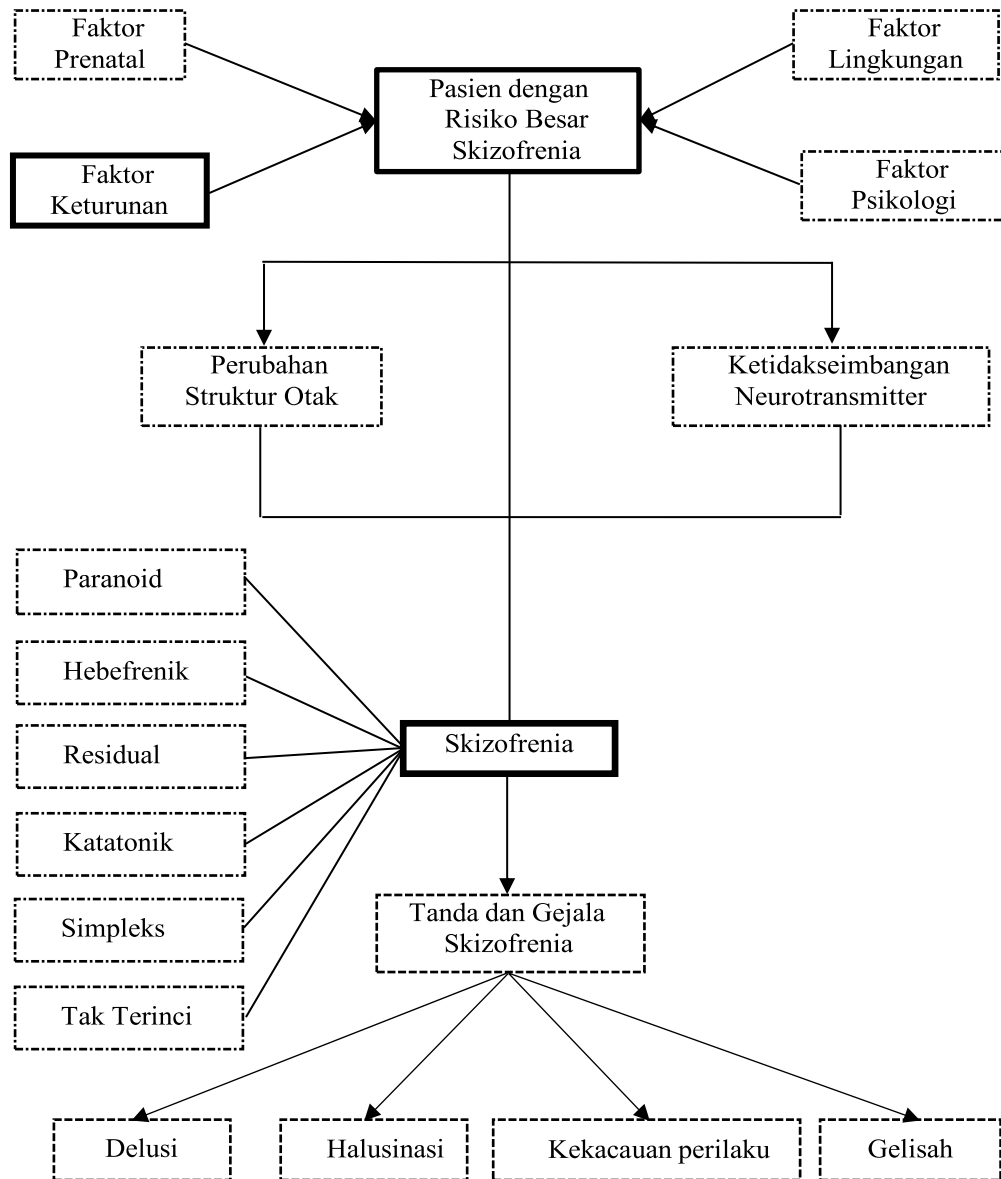 Faktor
Prenatal
Faktor
Lingkungan
Pasien dengan
Risiko Besar
Skizofrenia
Faktor
Keturunan
Faktor
Psikologi
Perubahan
Struktur Otak
Ketidakseimbangan
Neurotransmitter
Paranoid
Hebefrenik
Residual
Katatonik
Simpleks
Tak Terinci
Skizofrenia
Tanda dan Gejala
Skizofrenia
Delusi
Halusinasi
Kekacauan perilaku
Gelisah